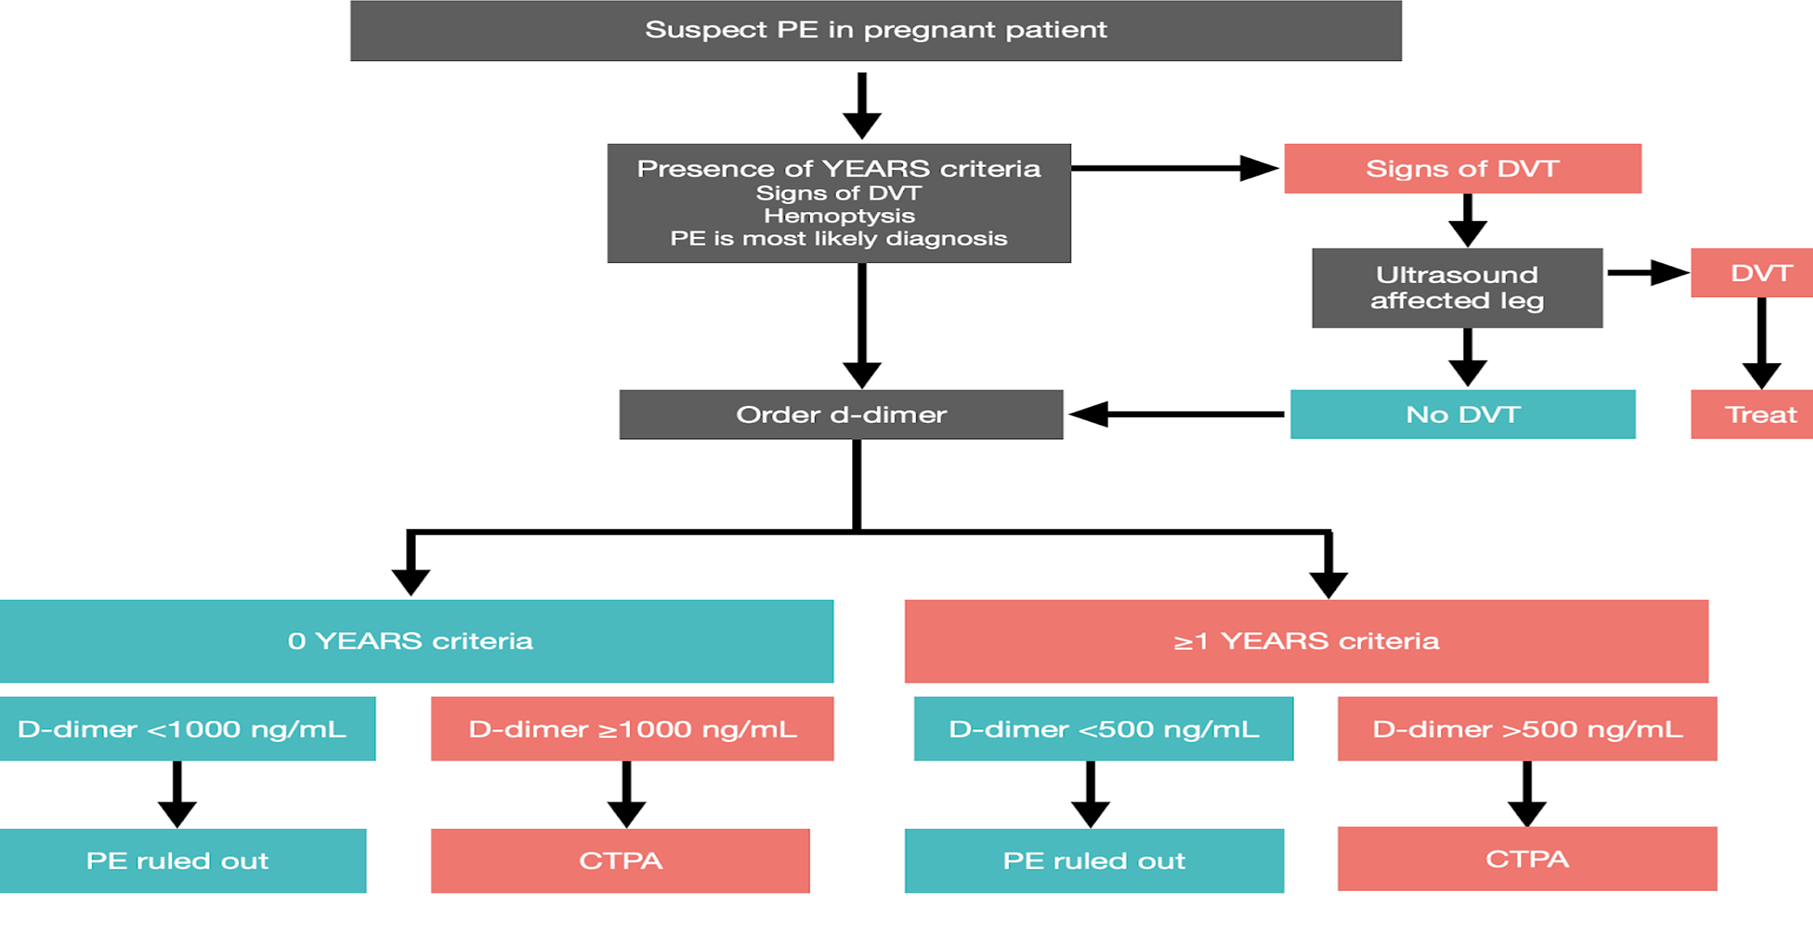 Suspect PE in pregnant patient
Presence of YEARS criteria
Signs of DVT
Hemoptysis
PE is most likely diagnosis
Signs of DVT
Ultrasound
affected leg
DVT
Order d-dimer
No DVT
Treat
0 YEARS criteria
≥1 YEARS criteria
D-dimer <1000 ng/mL
D-dimer ≥1000 ng/mL
D-dimer <500 ng/mL
D-dimer >500 ng/mL
PE ruled out
CTPA
PE ruled out
CTPA